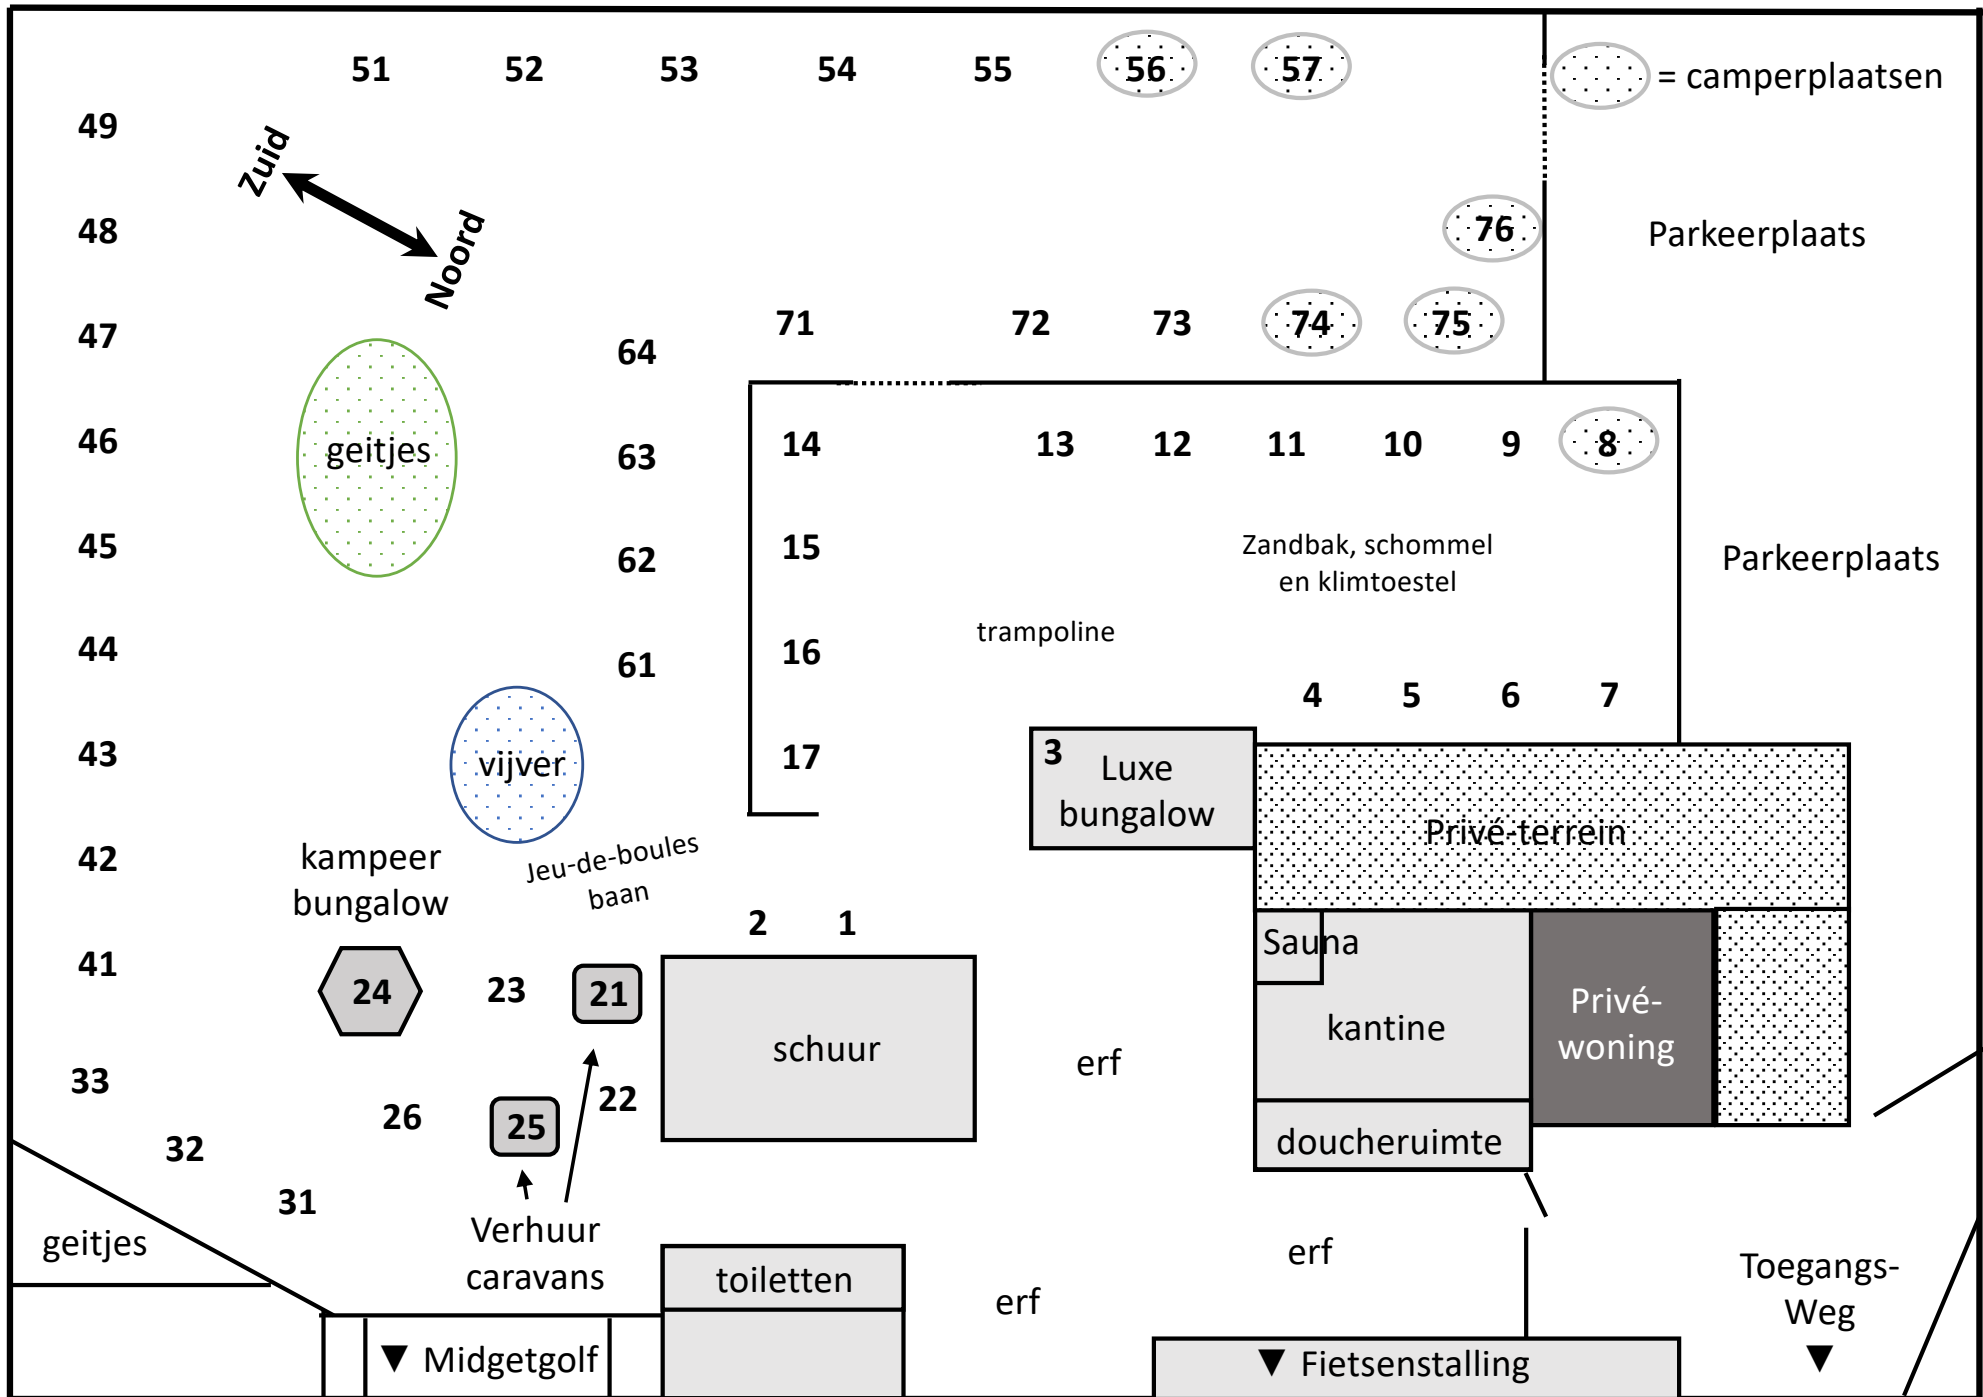 51 52 53 54 55 56 57
= camperplaatsen
49
Zuid
Noord
48
76
Parkeerplaats
47
64
71 72 73 74 75
geitjes
46
63
14 13 12 11 10 9 8
45
62
15
Zandbak, schommel
en klimtoestel
Parkeerplaats
44
61
16
trampoline
4 5 6 7
43
vijver
17
3
Luxe
bungalow
Privé-terrein
42
kampeer
bungalow
Jeu-de-boules
baan
2 1
41
24
23
21
schuur
erf
Sauna
kantine
Privé-
woning
33
26
25
22
32
31
doucheruimte
geitjes
Verhuur
caravans
toiletten
erf
erf
Toegangs-
Weg
▼
▼ Midgetgolf
▼ Fietsenstalling